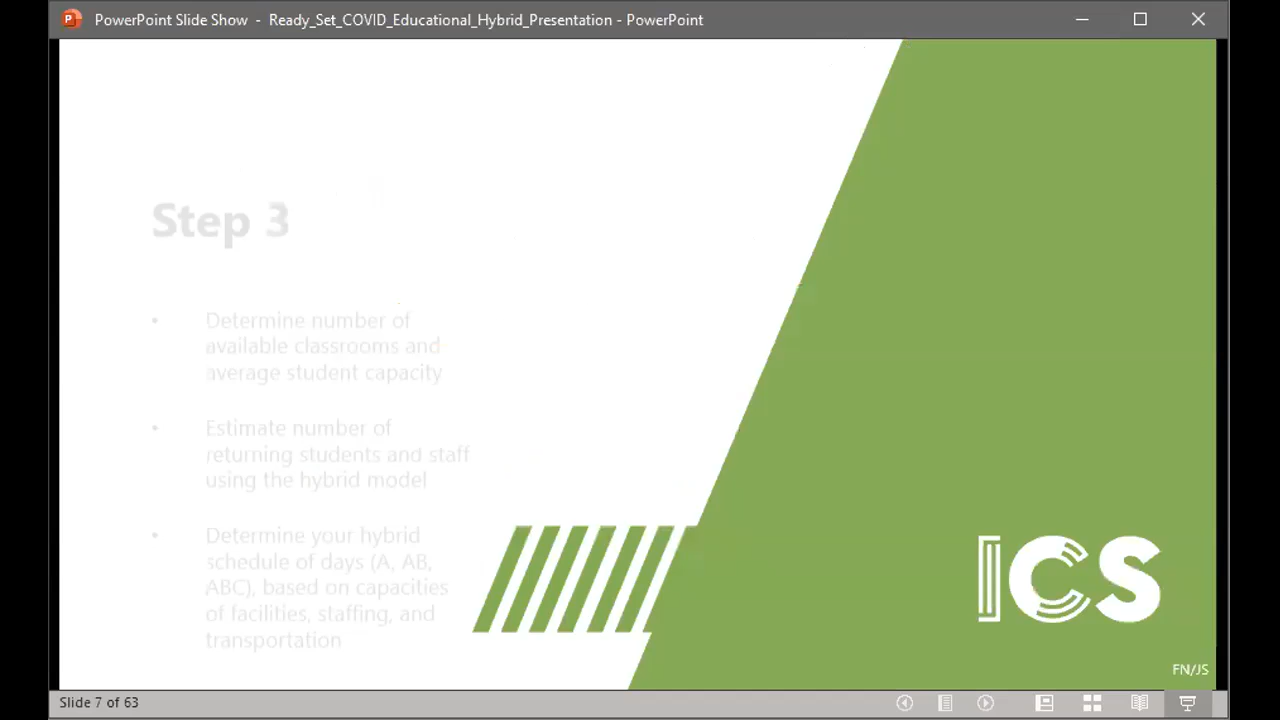 PowerPoint Slide Show - Ready_Set_COVID_Educational_Hybrid_Presentation - PowerPoint
Step 3
• Determine number of
available classrooms and
average student capacity
• Estimate number of
returning students and staff
using the hybrid model
• Determine your hybrid
schedule of days (A, AB,
ABC), based on capacities
of facilities, staffing, and
transportation
ICS
FN/JS
Slide 7 of 63